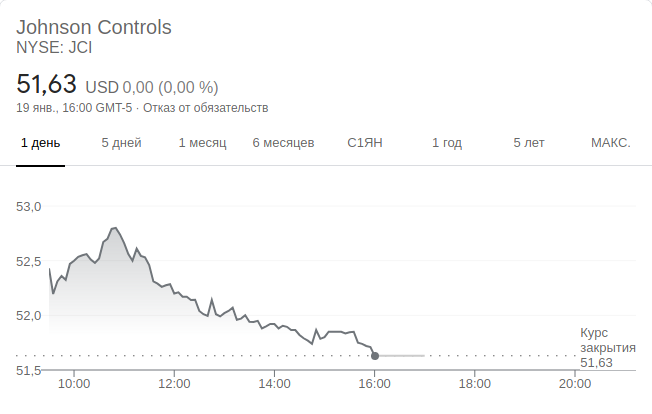 Johnson Controls
NYSE: JCI
51,63 USD 0,00 (0,00 %)
19 янв., 16:00 GMT-5 · Отказ от обязательств
1 день 5 дней 1 месяц 6 месяцев С1ЯН 1 год 5 лет МАКС.
53,0
52,5
52,0
Курс
закрытия
51,63
51,5
10:00 12:00 14:00 16:00 18:00 20:00